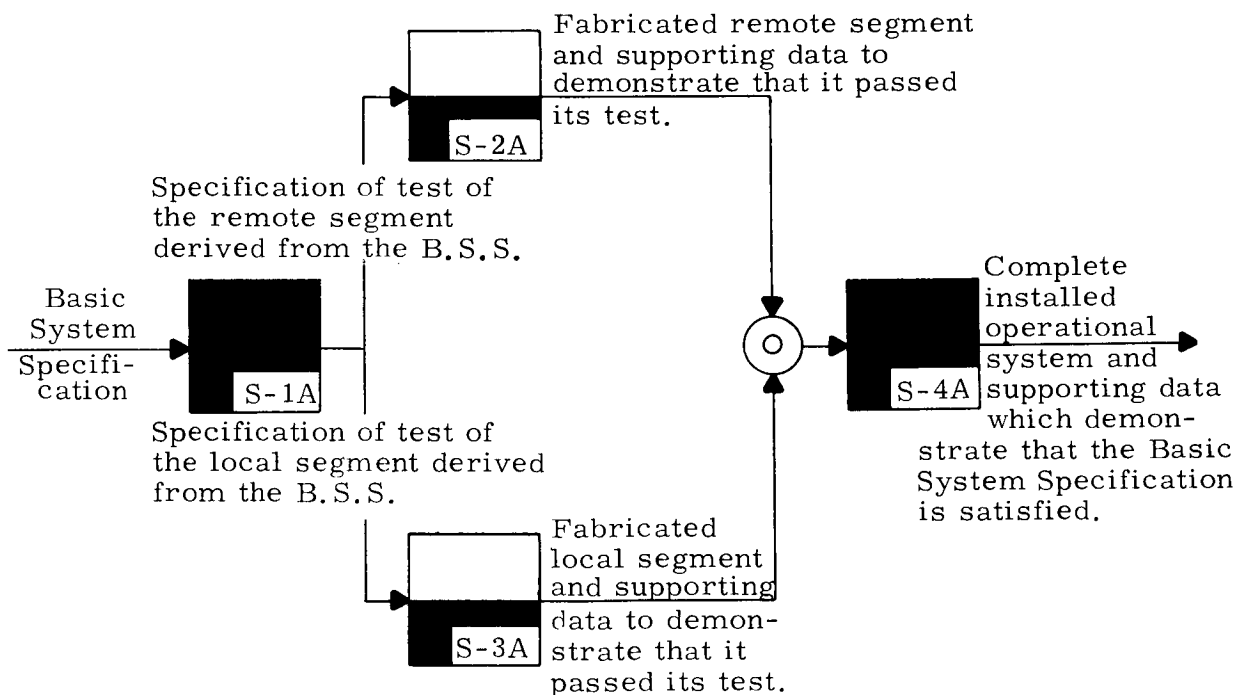 Fabricated remote segment
and supporting data to
demonstrate that it passed
its test.
S-2A
Specification of test of
the remote segment
derived from the B.S.S.
Basic
System
Specifi-
cation
S-1A
Specification of test of
the local segment derived
from the B.S.S.
Fabricated
local segment
and supporting
data to demon-
strate that it
passed its test.
S-3A
S-4A
Complete
installed
operational
system and
supporting data
which demon-
strate that the Basic
System Specification
is satisfied.